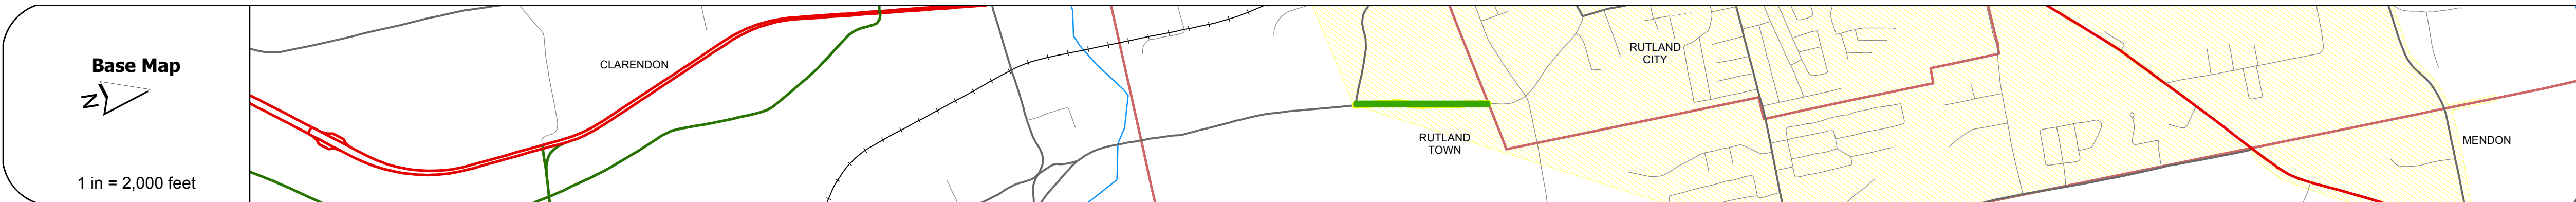 Base Map
N
1 in = 2,000 feet
CLARENDON
RUTLAND
TOWN
RUTLAND
CITY
MENDON